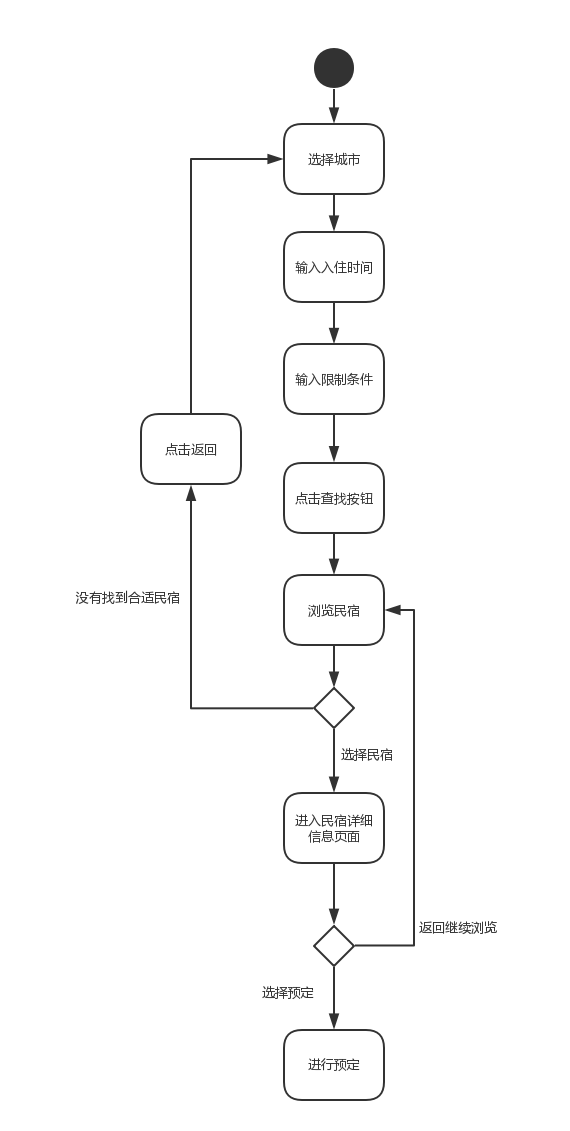 选择城市
输入入住时间
输入限制条件
点击返回
点击查找按钮
没有找到合适民宿
浏览民宿
选择民宿
进入民宿详细
信息页面
返回继续浏览
选择预定
进行预定